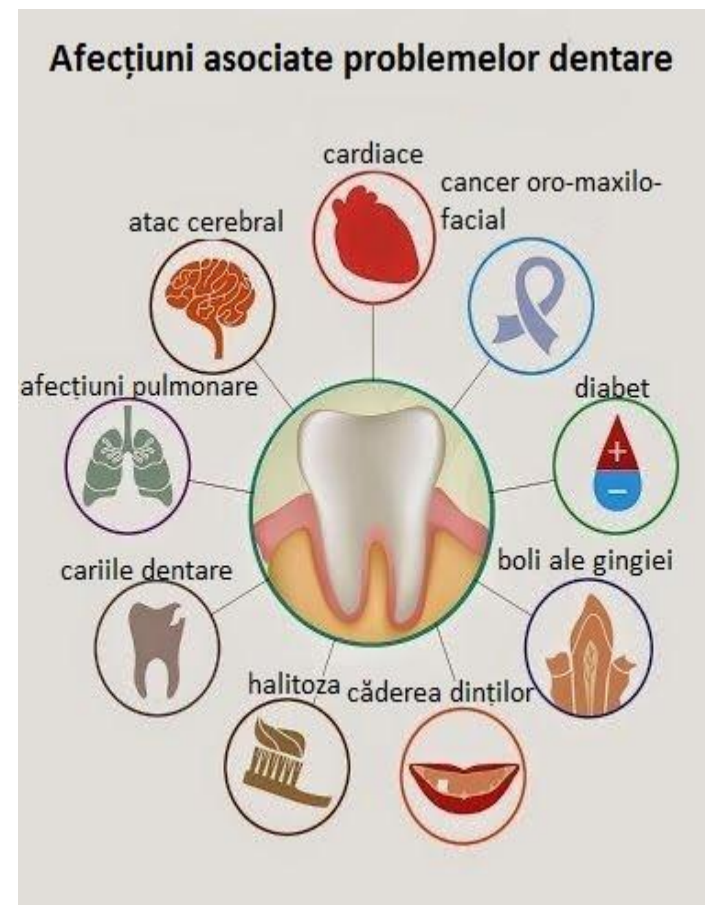 Afecțiuni asociate problemelor dentare
cardiace
cancer oro-maxilo-
facial
atac cerebral
afecțiuni pulmonare
diabet
boli ale gingiei
cariile dentare
halitoza
căderea dinților